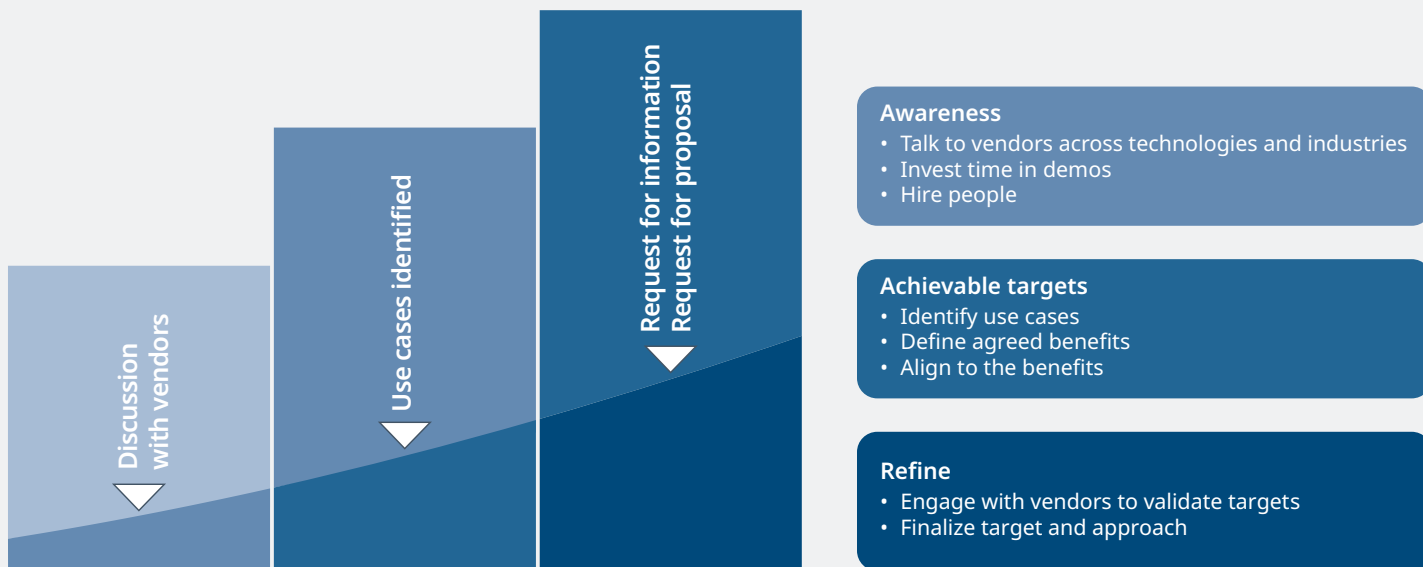 Discussion
with vendors
Use cases identified
Request for information
Request for proposal
Awareness
• Talk to vendors across technologies and industries
• Invest time in demos
• Hire people
Achievable targets
• Identify use cases
• Define agreed benefits
• Align to the benefits
Refine
• Engage with vendors to validate targets
• Finalize target and approach